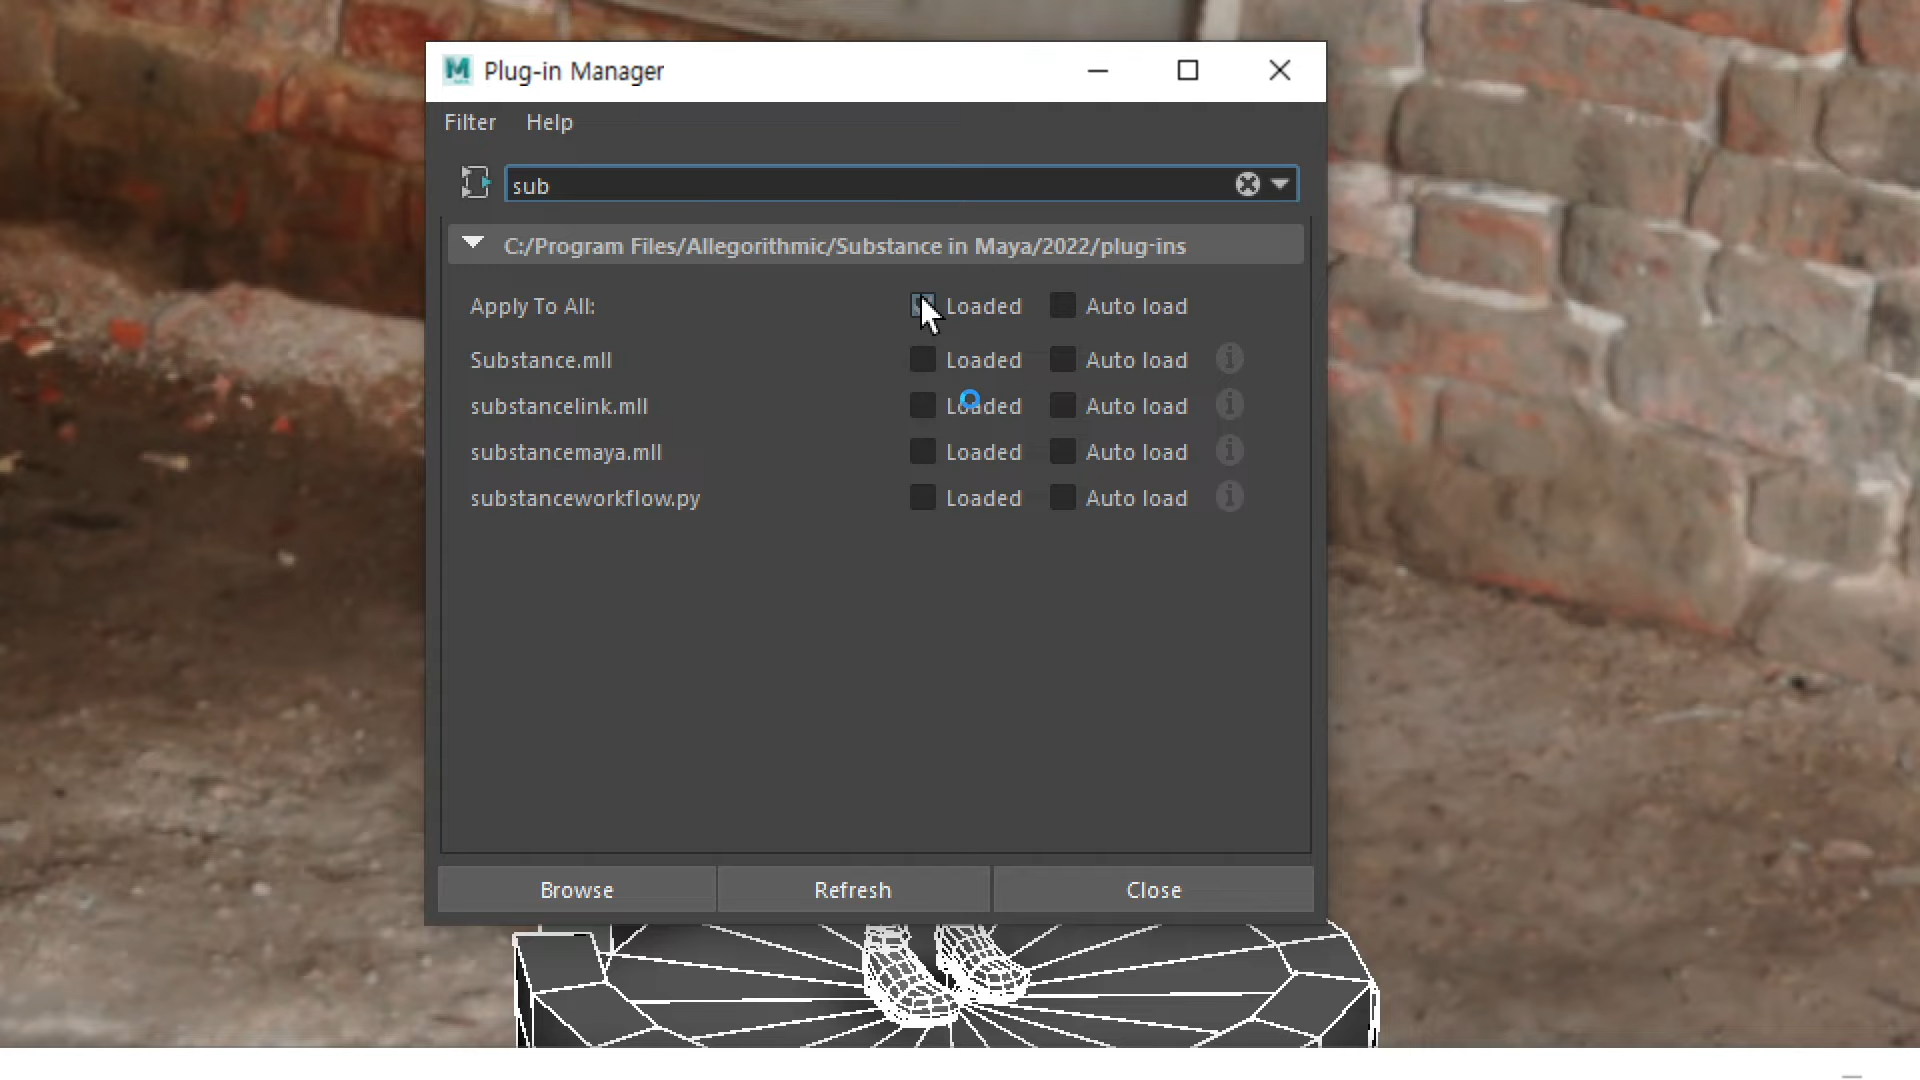 Plug-in Manager
Filter Help
sub
C:/Program Files/Allegorithmic/Substance in Maya/2022/plug-ins
Apply To All: Loaded Auto load
Substance.mll Loaded Auto load
substancelink.mll Loaded Auto load
substancemaya.mll Loaded Auto load
substanceworkflow.py Loaded Auto load
Browse Refresh Close